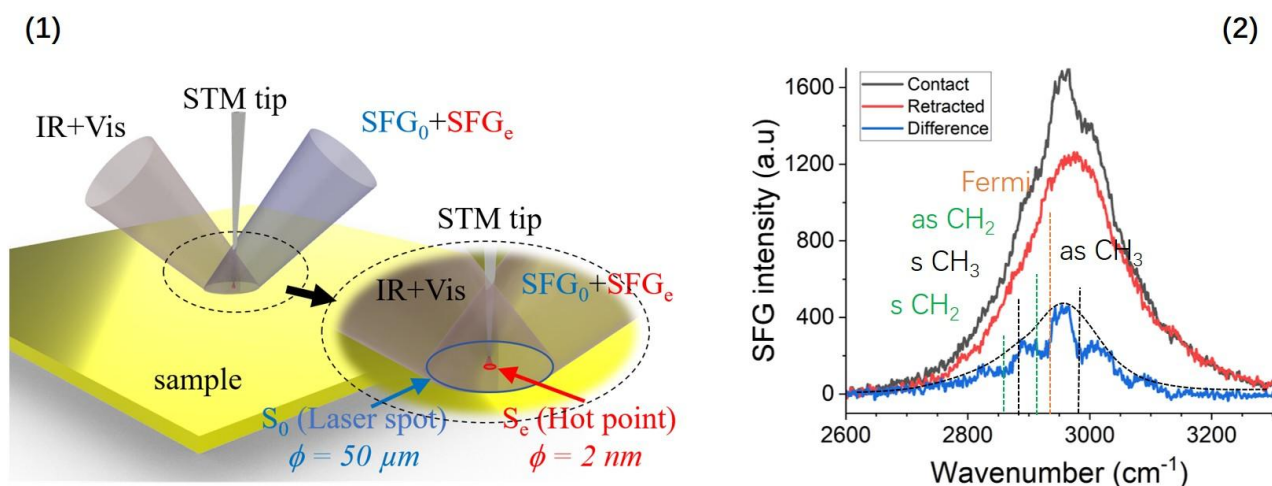 (1)
STM tip
IR+Vis
SFG₀+SFGₑ
STM tip
IR+Vis
SFG₀+SFGₑ
sample
S₀ (Laser spot)
ϕ = 50 μm
Sₑ (Hot point)
ϕ = 2 nm
(2)
1600
1200
800
400
0
SFG intensity (a.u)
Contact
Retracted
Difference
Fermi
as CH₂
s CH₃
as CH₃
s CH₂
2600
2800
3000
3200
Wavenumber (cm⁻¹)